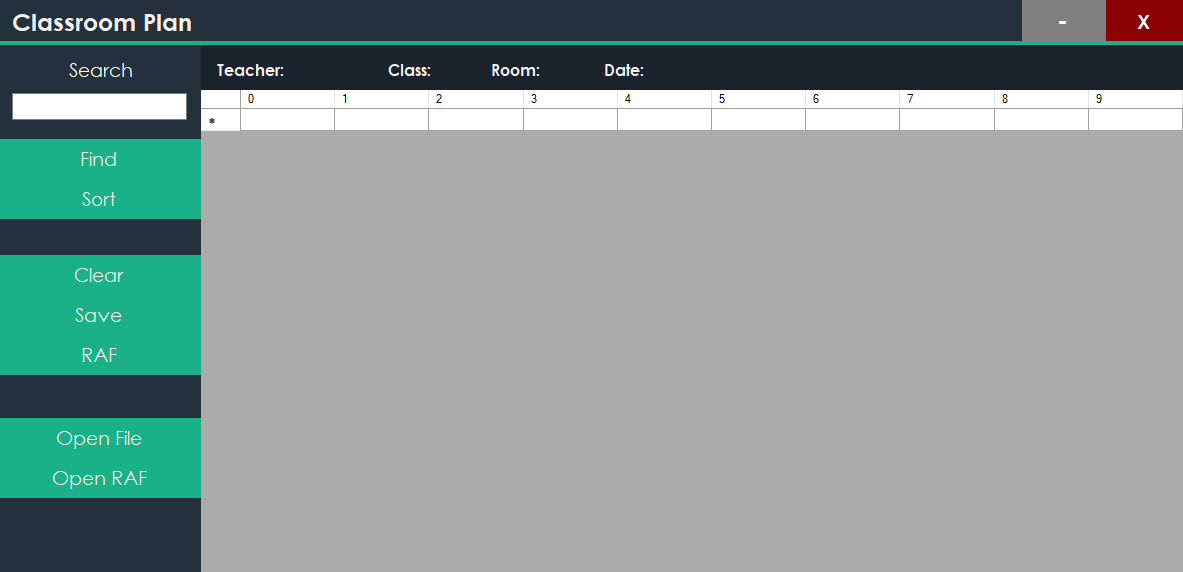 Classroom Plan - X
Search
Teacher: Class: Room: Date:
0 1 2 3 4 5 6 7 8 9
*
Find
Sort
Clear
Save
RAF
Open File
Open RAF